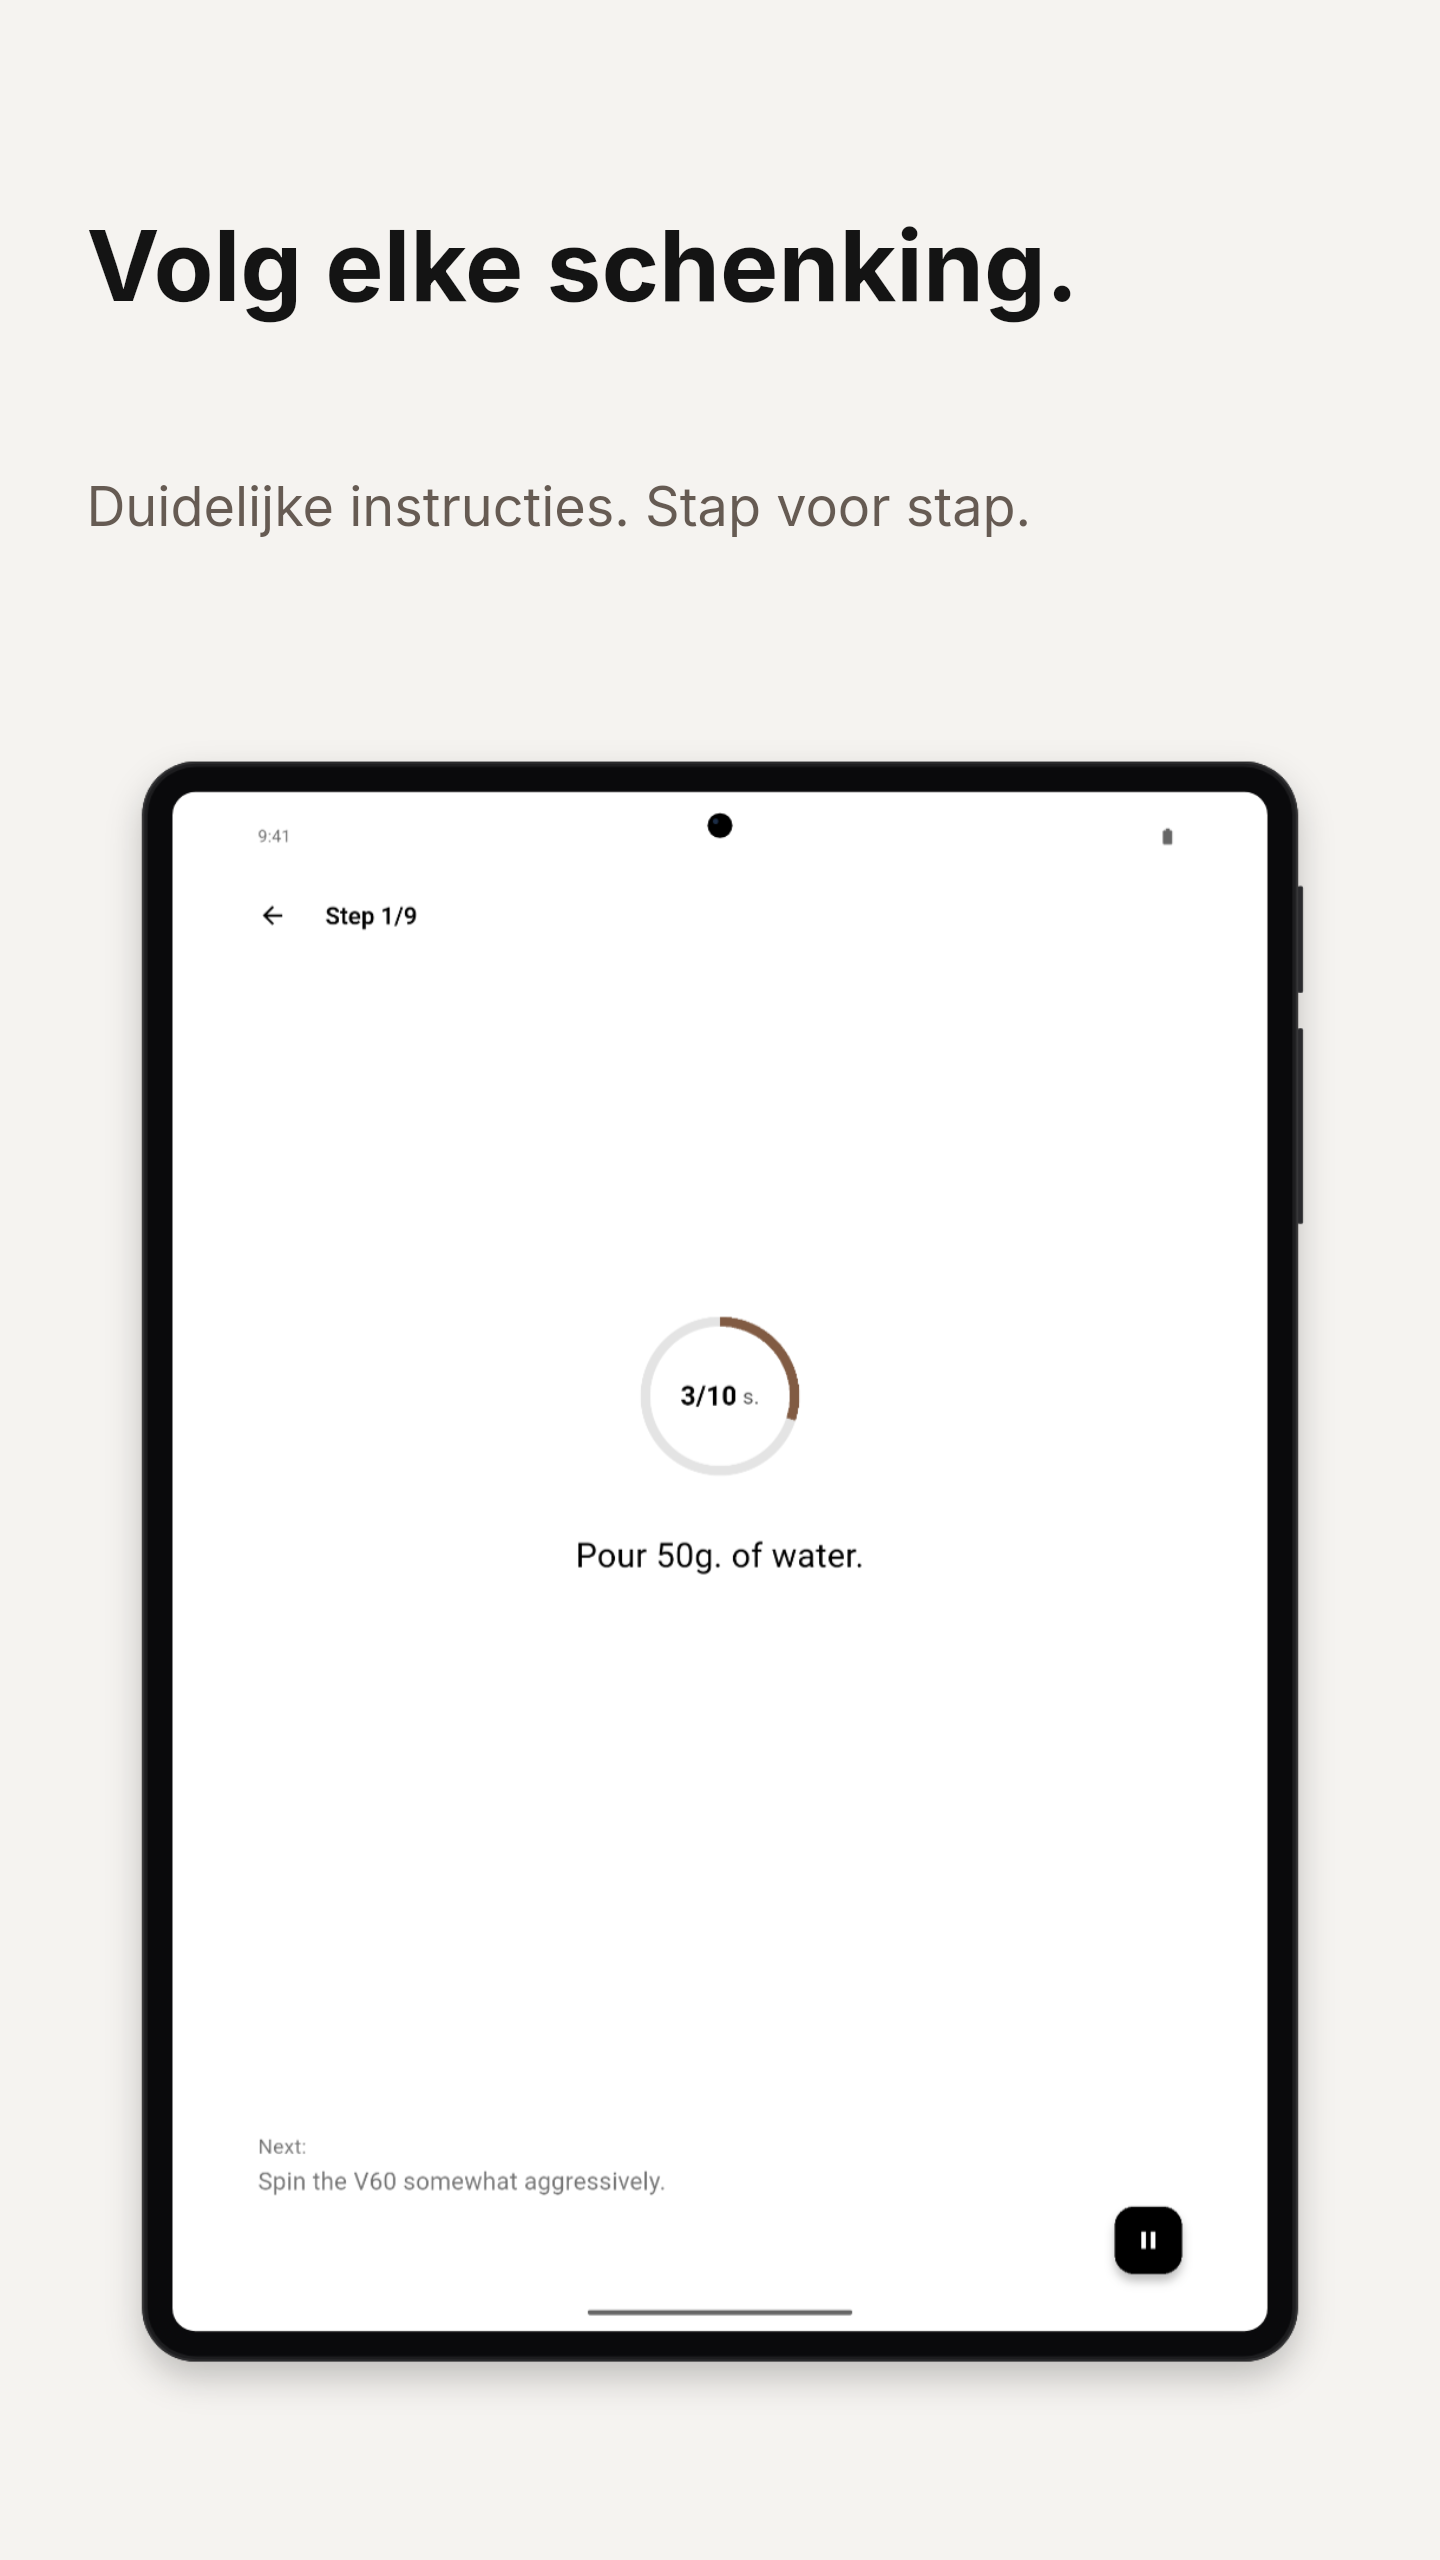 Volg elke schenking.
Duidelijke instructies. Stap voor stap.
9:41
Step 1/9
3/10 s.
Pour 50g. of water.
Next:
Spin the V60 somewhat aggressively.